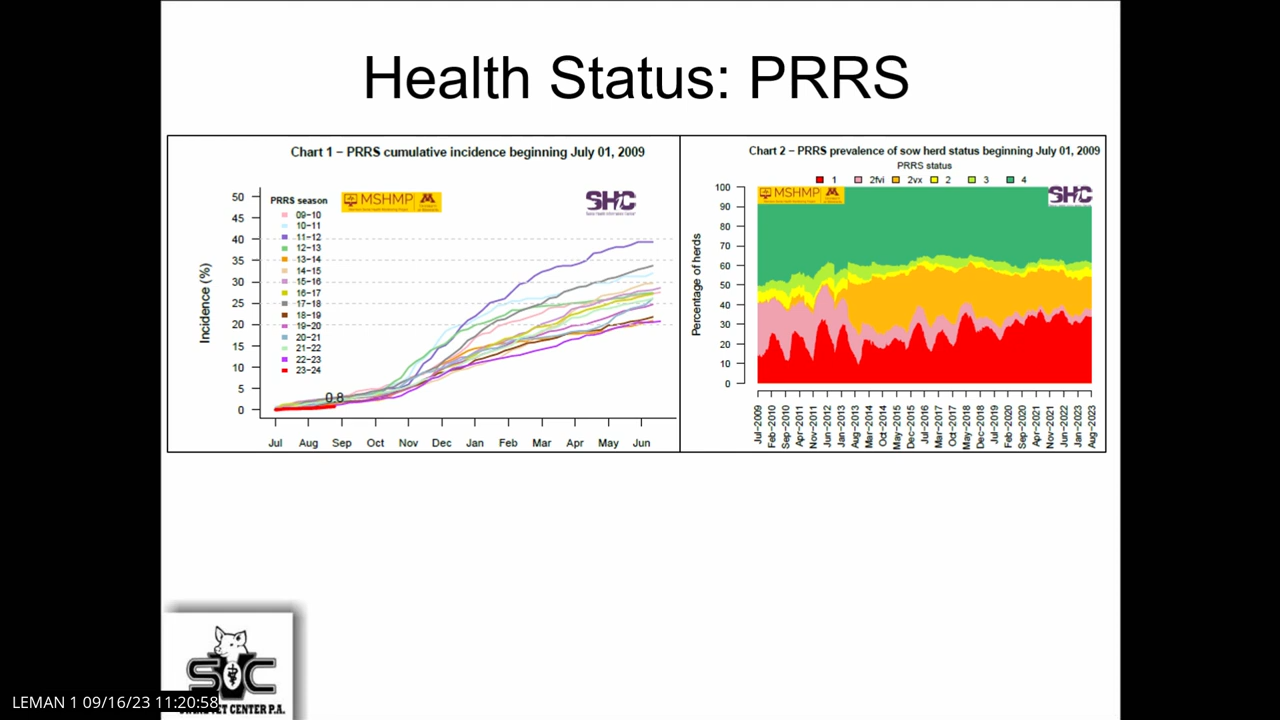 Health Status: PRRS
Chart 1 – PRRS cumulative incidence beginning July 01, 2009
PRRS season
MSHMP
SHC
09–10
10–11
11–12
12–13
13–14
14–15
15–16
16–17
17–18
18–19
19–20
20–21
21–22
22–23
23–24
Incidence (%)
50
45
40
35
30
25
20
15
10
5
0
0.8
Jul Aug Sep Oct Nov Dec Jan Feb Mar Apr May Jun
Chart 2 – PRRS prevalence of sow herd status beginning July 01, 2009
PRRS status
1 2fvi 2vx 2 3 4
MSHMP
SHC
Percentage of herds
100
90
80
70
60
50
40
30
20
10
0
Jul–2009
Feb–2010
Sep–2010
Apr–2011
Nov–2011
Jun–2012
Jan–2013
Aug–2013
Mar–2014
Oct–2014
May–2015
Dec–2015
Jul–2016
Mar–2017
Oct–2017
May–2018
Dec–2018
Jul–2019
Feb–2020
Sep–2020
Apr–2021
Nov–2021
Jun–2022
Jan–2023
Aug–2023
SVC
LEMAN 1 09/16/23 11:20:58
CENTER P.A.